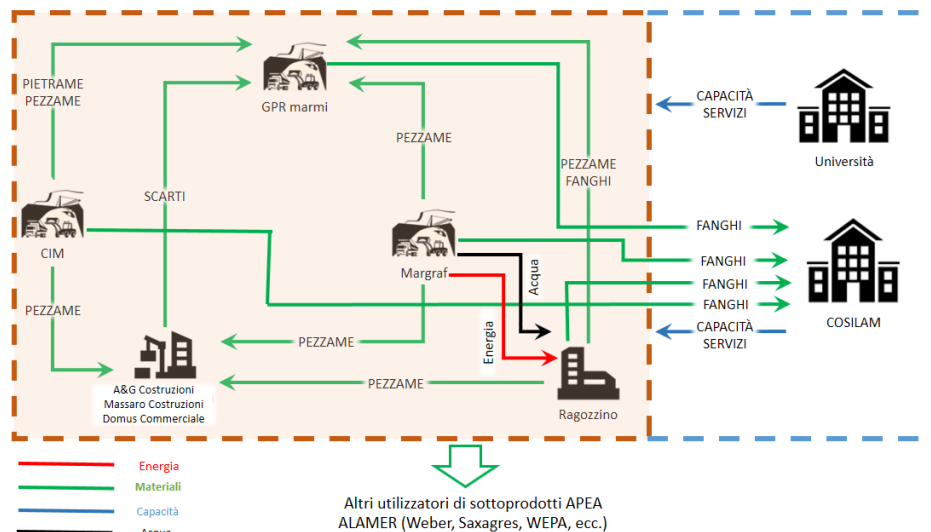 PIETRAME
PEZZAME
GPR marmi
CAPACITÀ
SERVIZI
Università
PEZZAME
PEZZAME
FANGHI
SCARTI
CIM
Margraf
Acqua
FANGHI
FANGHI
FANGHI
FANGHI
COSILAM
CAPACITÀ
SERVIZI
PEZZAME
PEZZAME
Energia
PEZZAME
A&G Costruzioni
Massaro Costruzioni
Domus Commerciale
Ragozzino
Energia
Materiali
Capacità
Acqua
Altri utilizzatori di sottoprodotti APEA
ALAMER (Weber, Saxagres, WEPA, ecc.)